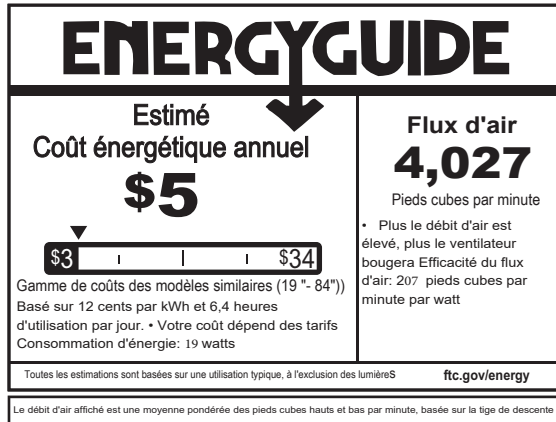 ENERGYGUIDE
Estimé
Coût énergétique annuel
$5
$3
$34
Gamme de coûts des modèles similaires (19 "- 84"))
Basé sur 12 cents par kWh et 6,4 heures
d'utilisation par jour. • Votre coût dépend des tarifs
Consommation d'énergie: 19 watts
Flux d'air
4,027
Pieds cubes par minute
• Plus le débit d'air est
élevé, plus le ventilateur
bougera Efficacité du flux
d'air: 207 pieds cubes par
minute par watt
Toutes les estimations sont basées sur une utilisation typique, à l'exclusion des lumièreS
ftc.gov/energy
Le débit d'air affiché est une moyenne pondérée des pieds cubes hauts et bas par minute, basée sur la tige de descente